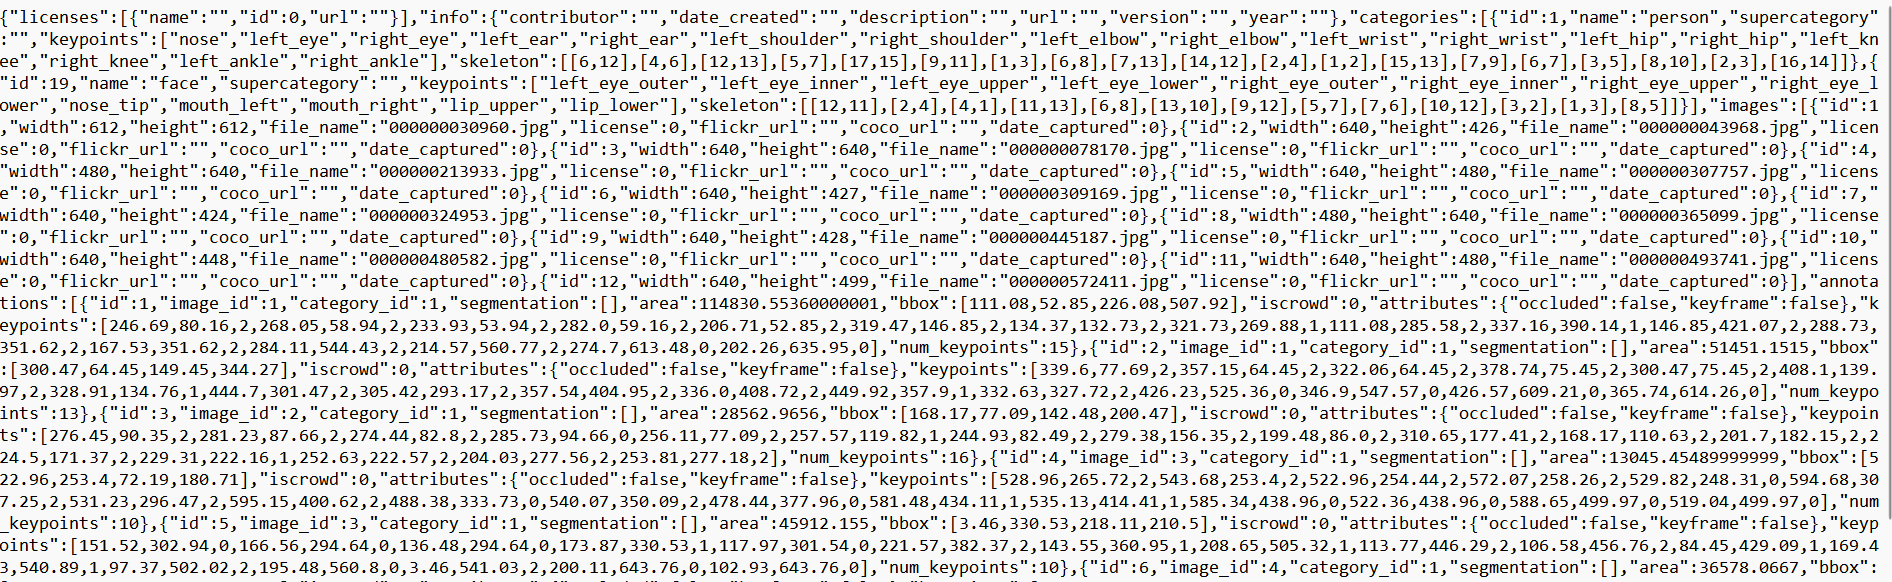 {"licenses":[{"name":"","id":0,"url":""}],"info":{"contributor":"","date_created":"","description":"","url":"","version":"","year":""},"categories":[{"id":1,"name":"person","supercategory"
:"","keypoints":["nose","left_eye","right_eye","left_ear","right_ear","left_shoulder","right_shoulder","left_elbow","right_elbow","left_wrist","right_wrist","left_hip","right_hip","left_kn
ee","right_knee","left_ankle","right_ankle"],"skeleton":[[6,12],[4,6],[12,13],[5,7],[17,15],[9,11],[1,3],[6,8],[7,13],[14,12],[2,4],[1,2],[15,13],[7,9],[6,7],[3,5],[8,10],[2,3],[16,14]]},{
"id":19,"name":"face","supercategory":"","keypoints":["left_eye_outer","left_eye_inner","left_eye_upper","left_eye_lower","right_eye_outer","right_eye_inner","right_eye_upper","right_eye_l
ower","nose_tip","mouth_left","mouth_right","lip_upper","lip_lower"],"skeleton":[[12,11],[2,4],[4,1],[11,13],[6,8],[13,10],[9,12],[5,7],[7,6],[10,12],[3,2],[1,3],[8,5]]}],"images":[{"id":1
,"width":612,"height":612,"file_name":"000000030960.jpg","license":0,"flickr_url":"","coco_url":"","date_captured":0},{"id":2,"width":640,"height":426,"file_name":"000000043968.jpg","licen
se":0,"flickr_url":"","coco_url":"","date_captured":0},{"id":3,"width":640,"height":640,"file_name":"000000078170.jpg","license":0,"flickr_url":"","coco_url":"","date_captured":0},{"id":4,
"width":480,"height":640,"file_name":"000000213933.jpg","license":0,"flickr_url":"","coco_url":"","date_captured":0},{"id":5,"width":640,"height":480,"file_name":"000000307757.jpg","licens
e":0,"flickr_url":"","coco_url":"","date_captured":0},{"id":6,"width":640,"height":427,"file_name":"000000309169.jpg","license":0,"flickr_url":"","coco_url":"","date_captured":0},{"id":7,"
width":640,"height":424,"file_name":"000000324953.jpg","license":0,"flickr_url":"","coco_url":"","date_captured":0},{"id":8,"width":480,"height":640,"file_name":"000000365099.jpg","license
":0,"flickr_url":"","coco_url":"","date_captured":0},{"id":9,"width":640,"height":428,"file_name":"000000445187.jpg","license":0,"flickr_url":"","coco_url":"","date_captured":0},{"id":10,"
width":640,"height":448,"file_name":"000000480582.jpg","license":0,"flickr_url":"","coco_url":"","date_captured":0},{"id":11,"width":640,"height":480,"file_name":"000000493741.jpg","licens
e":0,"flickr_url":"","coco_url":"","date_captured":0},{"id":12,"width":640,"height":499,"file_name":"000000572411.jpg","license":0,"flickr_url":"","coco_url":"","date_captured":0}],"annota
tions":[{"id":1,"image_id":1,"category_id":1,"segmentation":[],"area":114830.55360000001,"bbox":[111.08,52.85,226.08,507.92],"iscrowd":0,"attributes":{"occluded":false,"keyframe":false},"k
eypoints":[246.69,80.16,2,268.05,58.94,2,233.93,53.94,2,282.0,59.16,2,206.71,52.85,2,319.47,146.85,2,134.37,132.73,2,321.73,269.88,1,111.08,285.58,2,337.16,390.14,1,146.85,421.07,2,288.73,
351.62,2,167.53,351.62,2,284.11,544.43,2,214.57,560.77,2,274.7,613.48,0,202.26,635.95,0],"num_keypoints":15},{"id":2,"image_id":1,"category_id":1,"segmentation":[],"area":51451.1515,"bbox"
:[300.47,64.45,149.45,344.27],"iscrowd":0,"attributes":{"occluded":false,"keyframe":false},"keypoints":[339.6,77.69,2,357.15,64.45,2,322.06,64.45,2,378.74,75.45,2,300.47,75.45,2,408.1,139.
97,2,328.91,134.76,1,444.7,301.47,2,305.42,293.17,2,357.54,404.95,2,336.0,408.72,2,449.92,357.9,1,332.63,327.72,2,426.23,525.36,0,346.9,547.57,0,426.57,609.21,0,365.74,614.26,0],"num_keypo
ints":13},{"id":3,"image_id":2,"category_id":1,"segmentation":[],"area":28562.9656,"bbox":[168.17,77.09,142.48,200.47],"iscrowd":0,"attributes":{"occluded":false,"keyframe":false},"keypoin
ts":[276.45,90.35,2,281.23,87.66,2,274.44,82.8,2,285.73,94.66,0,256.11,77.09,2,257.57,119.82,1,244.93,82.49,2,279.38,156.35,2,199.48,86.0,2,310.65,177.41,2,168.17,110.63,2,201.7,182.15,2,2
24.5,171.37,2,229.31,222.16,1,252.63,222.57,2,204.03,277.56,2,253.81,277.18,2],"num_keypoints":16},{"id":4,"image_id":3,"category_id":1,"segmentation":[],"area":13045.45489999999,"bbox":[5
22.96,253.4,72.19,180.71],"iscrowd":0,"attributes":{"occluded":false,"keyframe":false},"keypoints":[528.96,265.72,2,543.68,253.4,2,522.96,254.44,2,572.07,258.26,2,529.82,248.31,0,594.68,30
7.25,2,531.23,296.47,2,595.15,400.62,2,488.38,333.73,0,540.07,350.09,2,478.44,377.96,0,581.48,434.11,1,535.13,414.41,1,585.34,438.96,0,522.36,438.96,0,588.65,499.97,0,519.04,499.97,0],"num
_keypoints":10},{"id":5,"image_id":3,"category_id":1,"segmentation":[],"area":45912.155,"bbox":[3.46,330.53,218.11,210.5],"iscrowd":0,"attributes":{"occluded":false,"keyframe":false},"keyp
oints":[151.52,302.94,0,166.56,294.64,0,136.48,294.64,0,173.87,330.53,1,117.97,301.54,0,221.57,382.37,2,143.55,360.95,1,208.65,505.32,1,113.77,446.29,2,106.58,456.76,2,84.45,429.09,1,169.4
3,540.89,1,97.37,502.02,2,195.48,560.8,0,3.46,541.03,2,200.11,643.76,0,102.93,643.76,0],"num_keypoints":10},{"id":6,"image_id":4,"category_id":1,"segmentation":[],"area":36578.0667,"bbox":